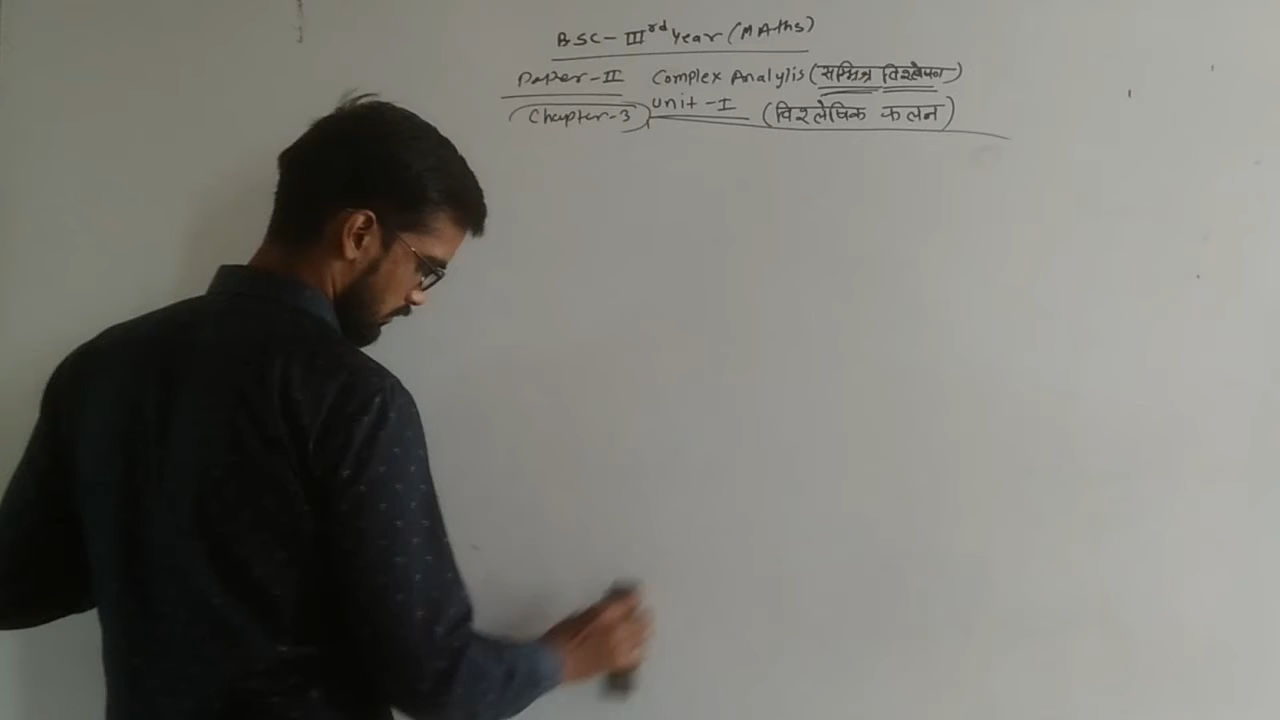 BSC - III rd Year (MAths)
Paper-II Complex Analylis (सम्मिश्र विश्लेषण)
Chapter-3 unit - I (विश्लेषिक कलन)